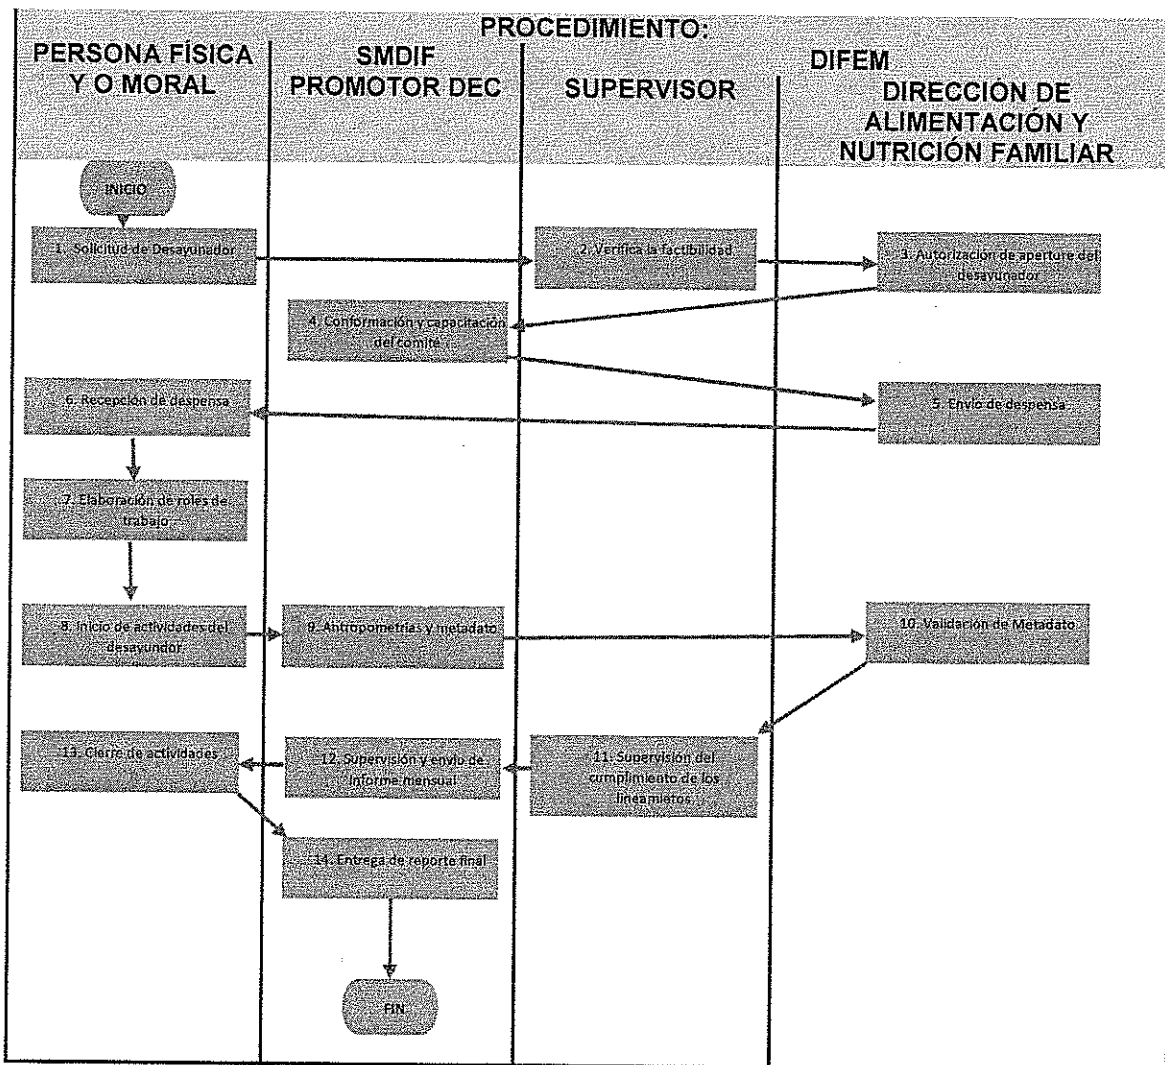 PROCEDIMIENTO:
PERSONA FÍSICA
Y O MORAL
SMDIF
PROMOTOR DEC
SUPERVISOR
DIFEM
DIRECCIÓN DE
ALIMENTACIÓN Y
NUTRICIÓN FAMILIAR
INICIO
1. Solicitud de Desayunador
2. Verifica la factibilidad
3. Autorización de aperture del
desayunador
4. Conformación y capacitación
del comité
5. Envío de despensa
6. Recepción de despensa
7. Elaboración de roles de
trabajo
8. Inicio de actividades del
desayundor
9. Antropometrías y metadato
10. Validación de Metadato
11. Supervisión del
cumplimiento de los
lineamietos
12. Supervisión y envío de
informe mensual
13. Cierre de actividades
14. Entrega de reporte final
FIN